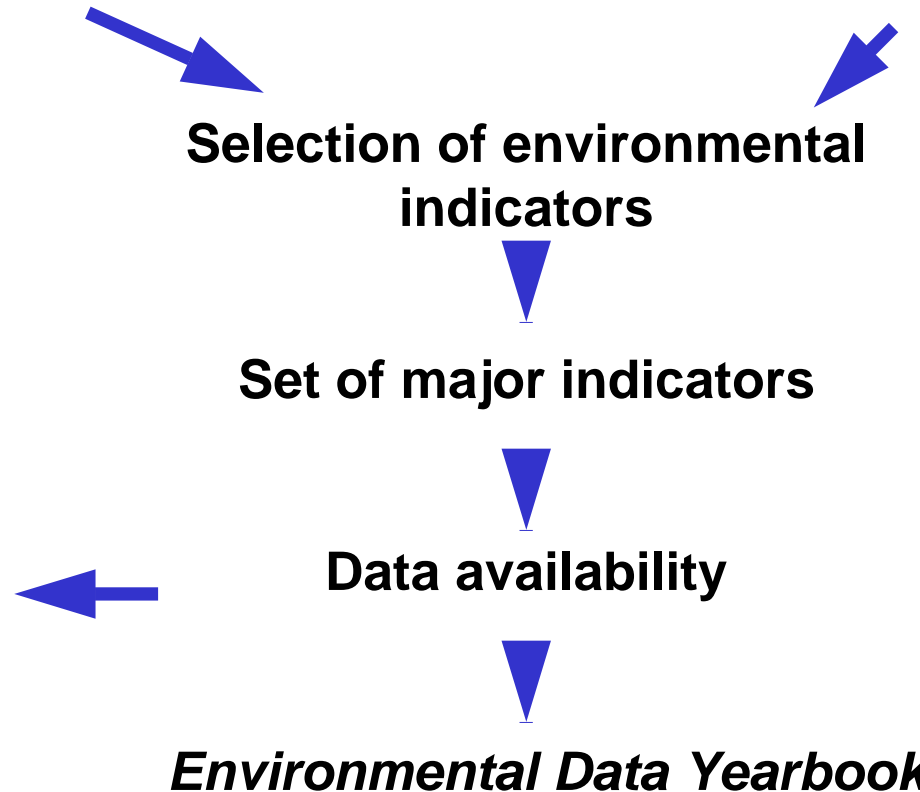 Selection of environmental
indicators
Set of major indicators
Data availability
Environmental Data Yearbook